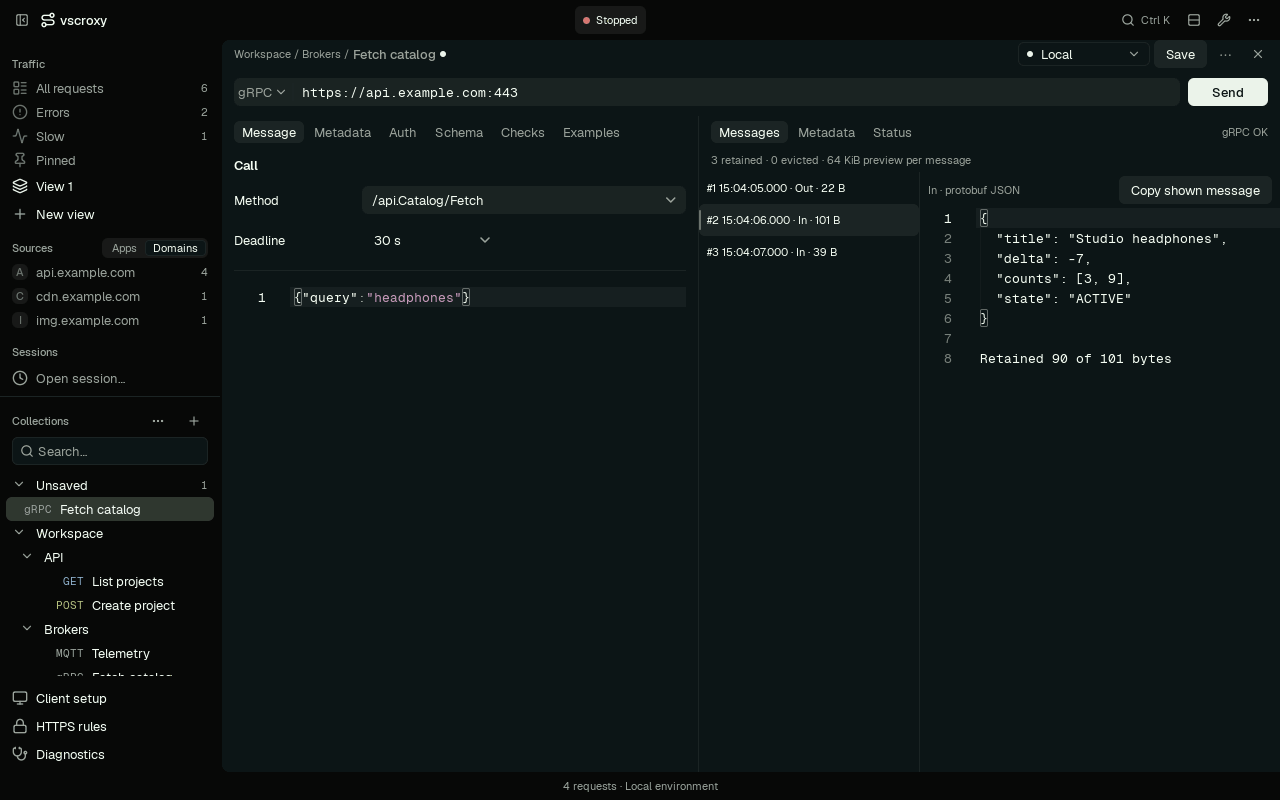 vscroxy
Stopped
Ctrl K
Traffic
All requests 6
Errors 2
Slow 1
Pinned
View 1
New view
Sources Apps Domains
A api.example.com 4
C cdn.example.com 1
I img.example.com 1
Sessions
Open session…
Collections
Search…
Unsaved 1
gRPC Fetch catalog
Workspace
API
GET List projects
POST Create project
Brokers
MQTT Telemetry
gRPC Fetch catalog
Client setup
HTTPS rules
Diagnostics
Workspace / Brokers / Fetch catalog
Local
Save
gRPC https://api.example.com:443
Send
Message Metadata Auth Schema Checks Examples
Call
Method /api.Catalog/Fetch
Deadline 30 s
1 {"query":"headphones"}
Messages Metadata Status
gRPC OK
3 retained · 0 evicted · 64 KiB preview per message
#1 15:04:05.000 · Out · 22 B
#2 15:04:06.000 · In · 101 B
#3 15:04:07.000 · In · 39 B
In · protobuf JSON
Copy shown message
1 {
2 "title": "Studio headphones",
3 "delta": -7,
4 "counts": [3, 9],
5 "state": "ACTIVE"
6 }
7
8 Retained 90 of 101 bytes
4 requests · Local environment